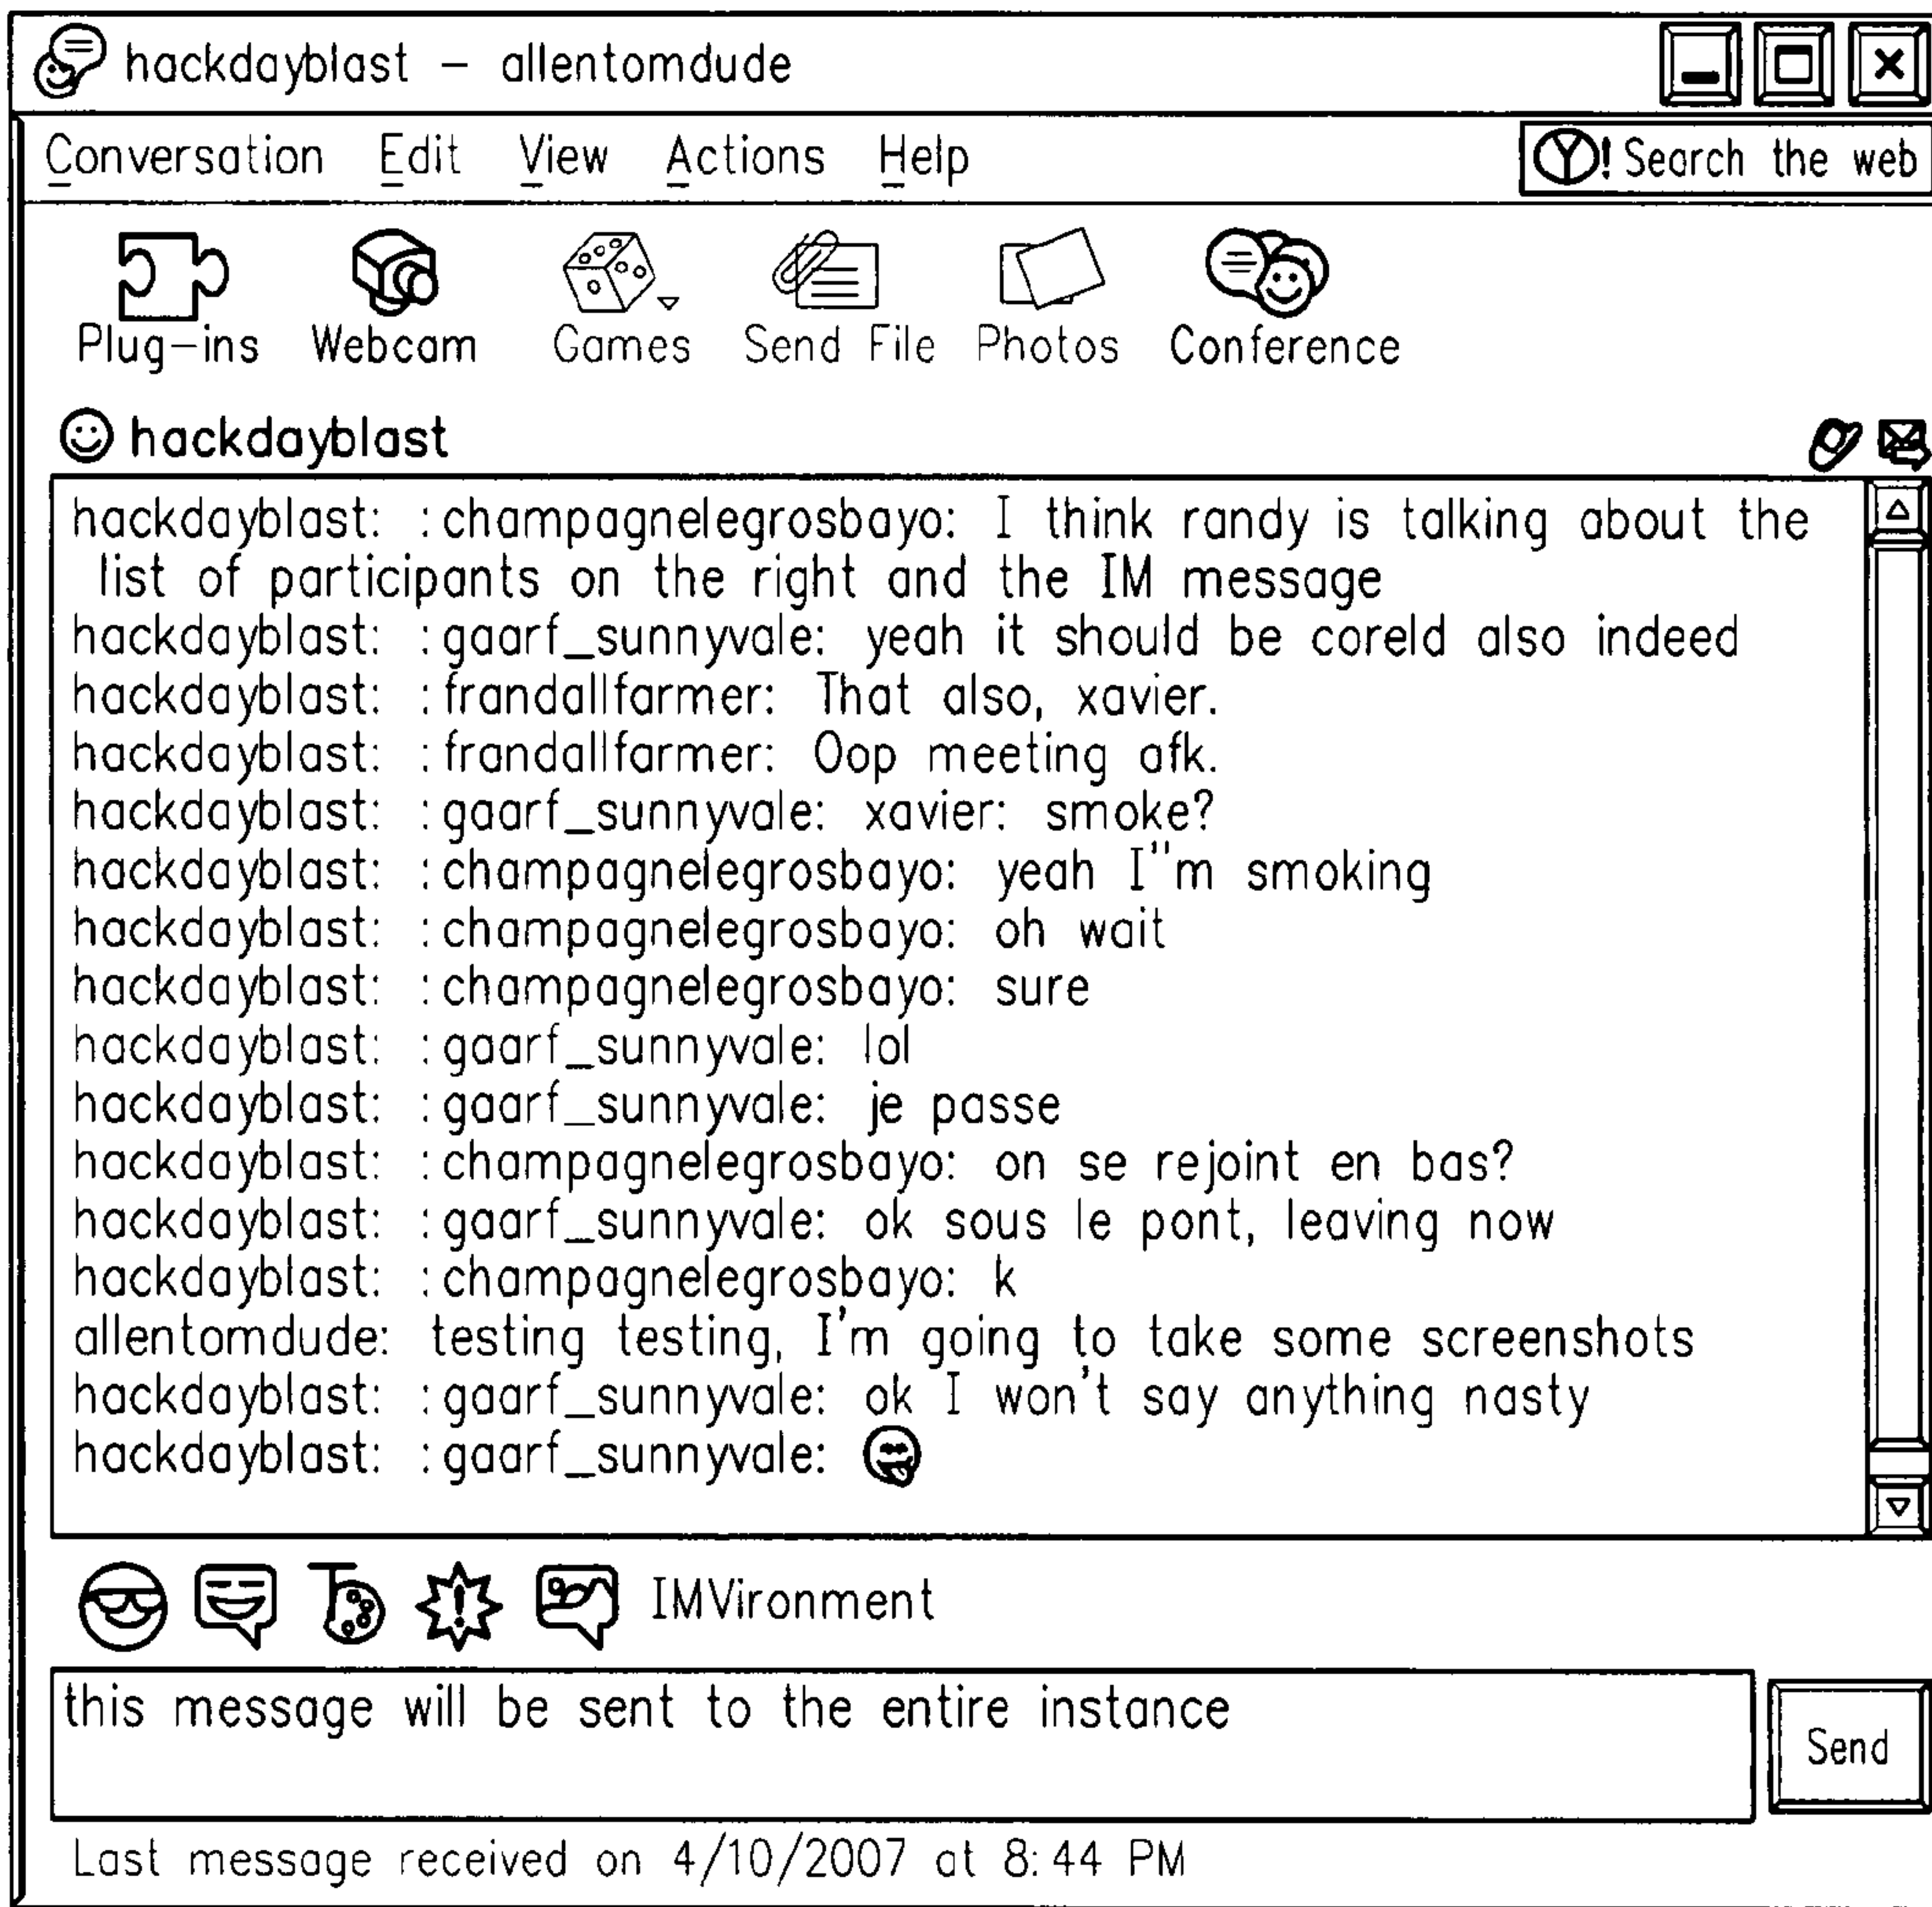 hackdayblast – allentomdude
Conversation Edit View Actions Help Y! Search the web
Plug-ins Webcam Games Send File Photos Conference
hackdayblast
hackdayblast: :champagnelegrosbayo: I think randy is talking about the
list of participants on the right and the IM message
hackdayblast: :gaarf_sunnyvale: yeah it should be coreld also indeed
hackdayblast: :frandallfarmer: That also, xavier.
hackdayblast: :frandallfarmer: Oop meeting afk.
hackdayblast: :gaarf_sunnyvale: xavier: smoke?
hackdayblast: :champagnelegrosbayo: yeah I"m smoking
hackdayblast: :champagnelegrosbayo: oh wait
hackdayblast: :champagnelegrosbayo: sure
hackdayblast: :gaarf_sunnyvale: lol
hackdayblast: :gaarf_sunnyvale: je passe
hackdayblast: :champagnelegrosbayo: on se rejoint en bas?
hackdayblast: :gaarf_sunnyvale: ok sous le pont, leaving now
hackdayblast: :champagnelegrosbayo: k
allentomdude: testing testing, I'm going to take some screenshots
hackdayblast: :gaarf_sunnyvale: ok I won't say anything nasty
hackdayblast: :gaarf_sunnyvale:
IMVironment
this message will be sent to the entire instance
Send
Last message received on 4/10/2007 at 8:44 PM